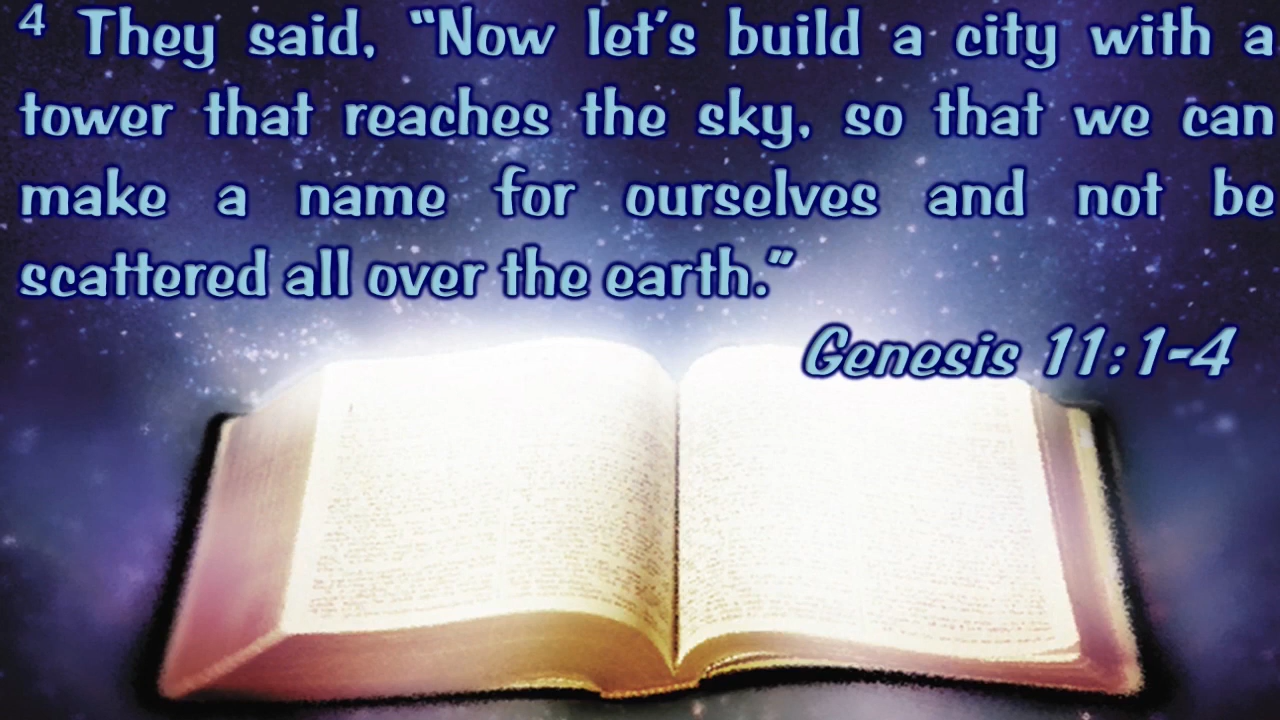 4 They said, “Now let’s build a city with a
tower that reaches the sky, so that we can
make a name for ourselves and not be
scattered all over the earth.”
Genesis 11:1-4